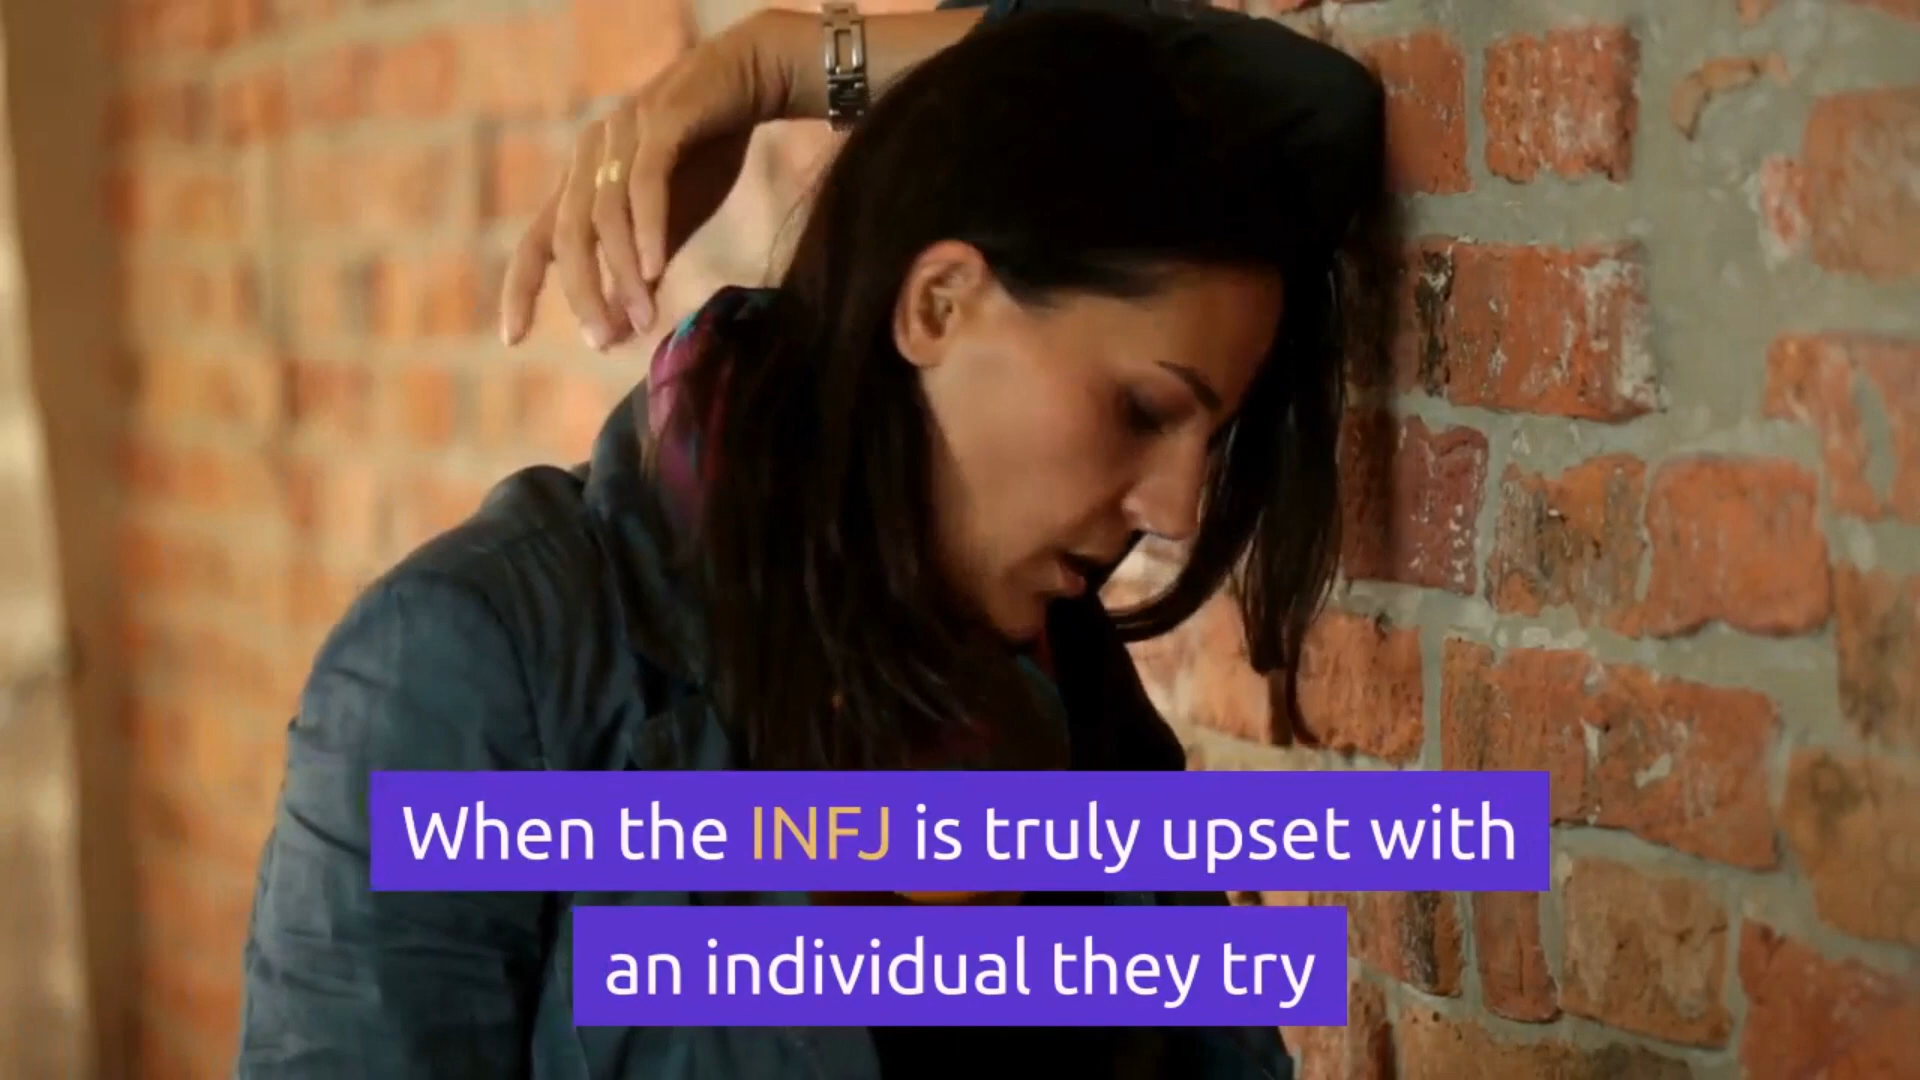 When the INFJ is truly upset with
an individual they try